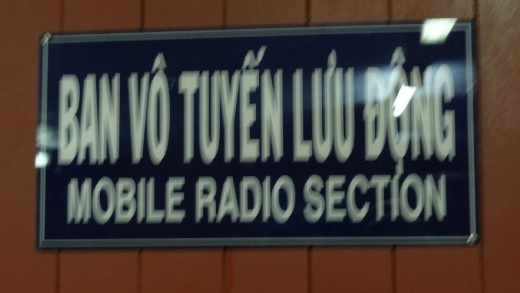 BAN VÔ TUYẾN LƯU ĐỘNG
MOBILE RADIO SECTION